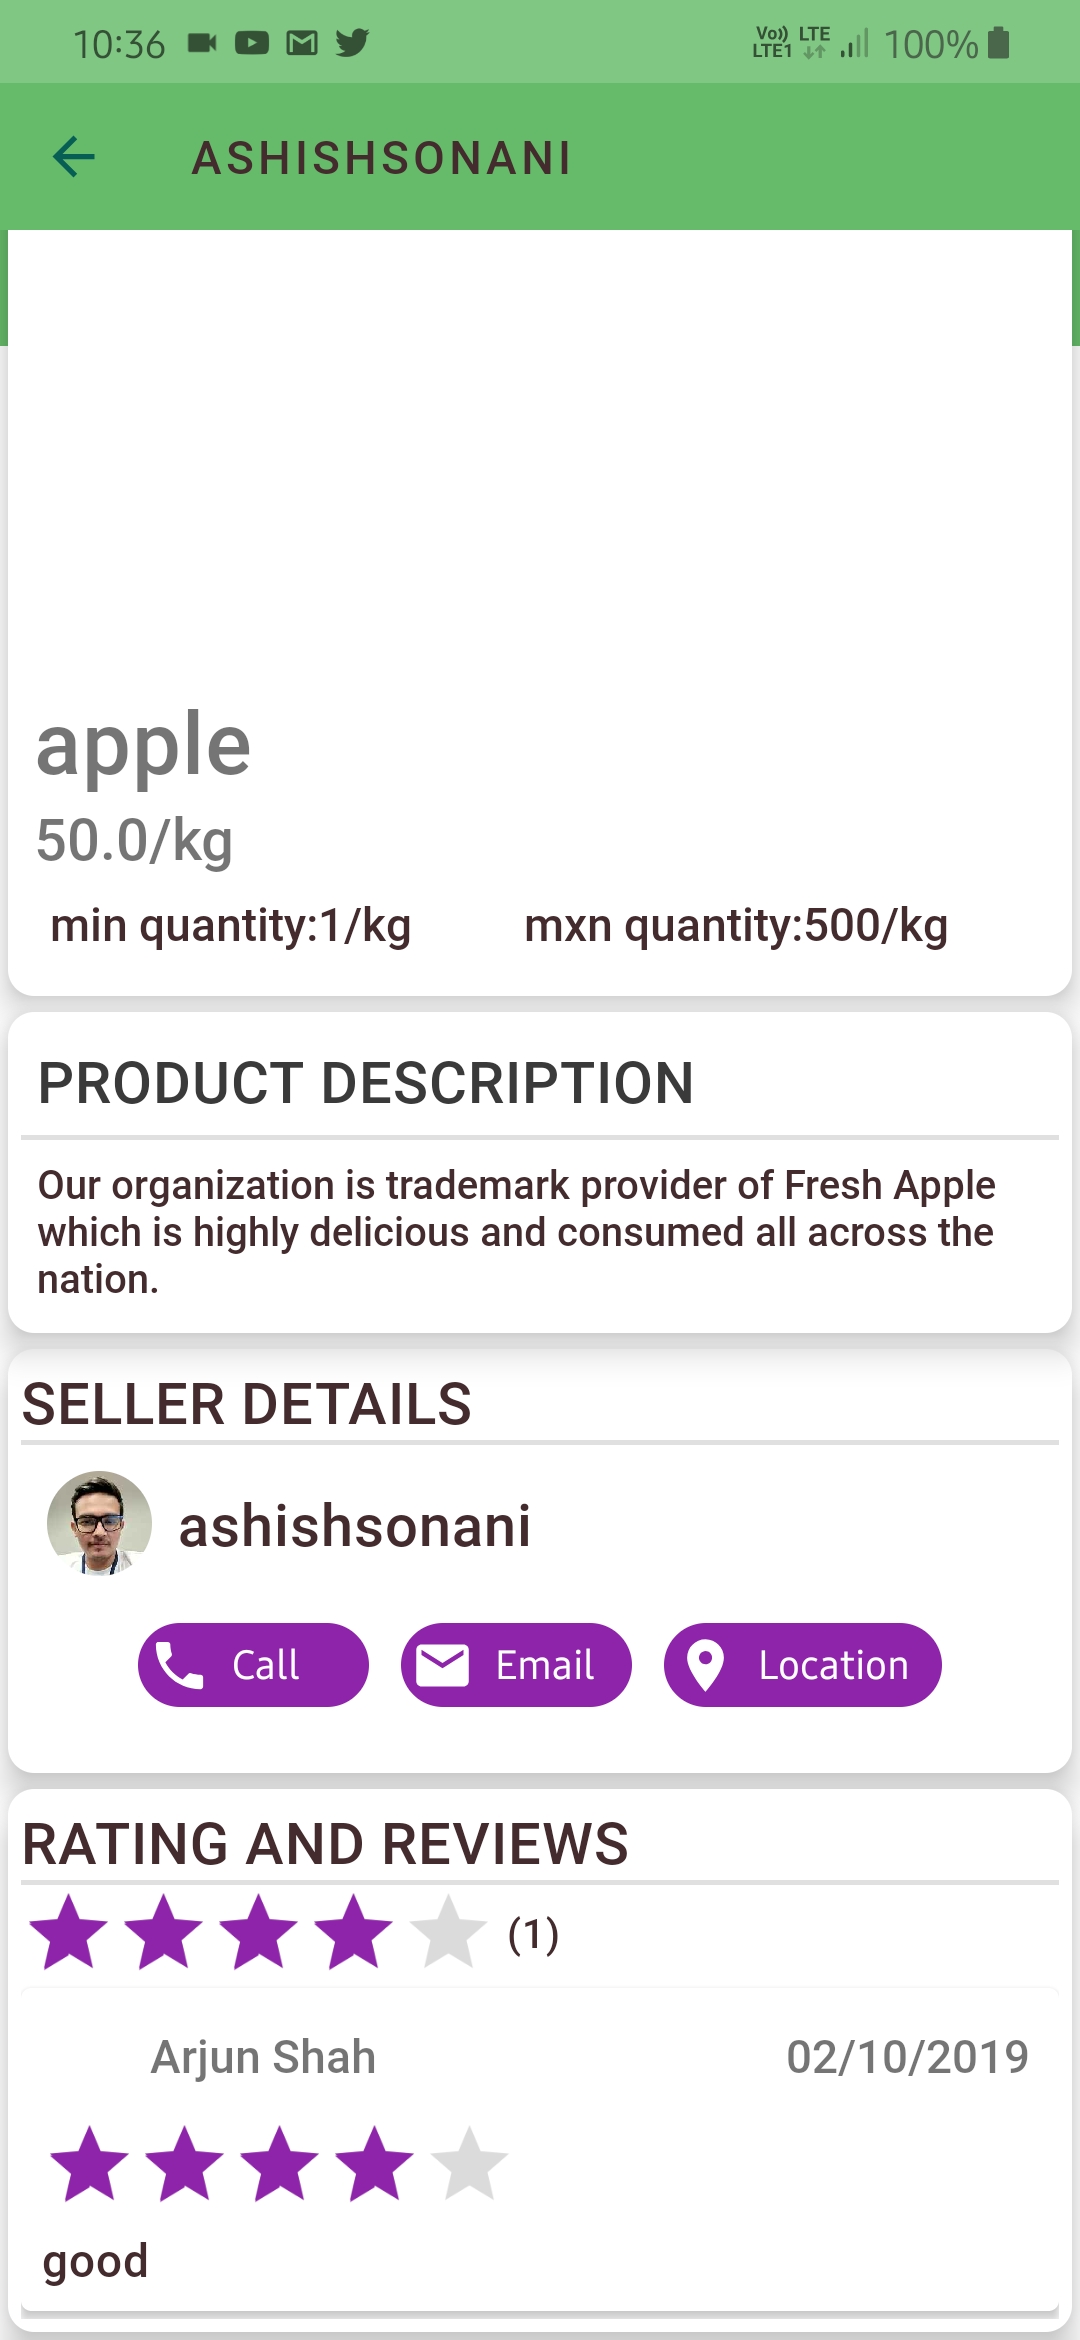 10:36 Vo)) LTE1 LTE 100%
ASHISHSONANI
apple
50.0/kg
min quantity:1/kg mxn quantity:500/kg
PRODUCT DESCRIPTION
Our organization is trademark provider of Fresh Apple
which is highly delicious and consumed all across the
nation.
SELLER DETAILS
ashishsonani
Call Email Location
RATING AND REVIEWS
(1)
Arjun Shah 02/10/2019
good